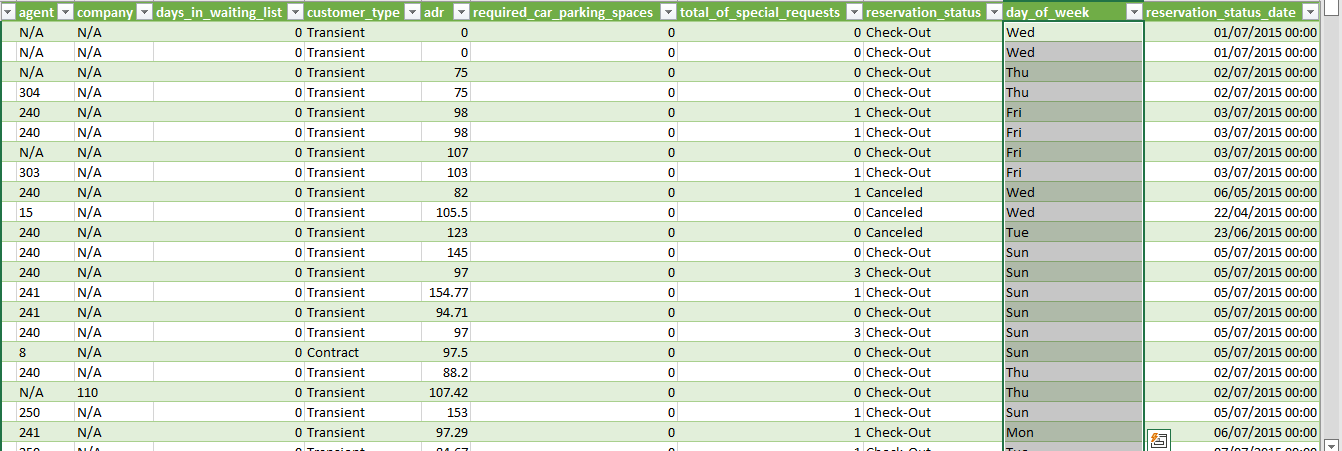 agent company days_in_waiting_list customer_type adr required_car_parking_spaces total_of_special_requests reservation_status day_of_week reservation_status_date
N/A N/A 0 Transient 0 0 0 Check-Out Wed 01/07/2015 00:00
N/A N/A 0 Transient 0 0 0 Check-Out Wed 01/07/2015 00:00
N/A N/A 0 Transient 75 0 0 Check-Out Thu 02/07/2015 00:00
304 N/A 0 Transient 75 0 0 Check-Out Thu 02/07/2015 00:00
240 N/A 0 Transient 98 0 1 Check-Out Fri 03/07/2015 00:00
240 N/A 0 Transient 98 0 1 Check-Out Fri 03/07/2015 00:00
N/A N/A 0 Transient 107 0 0 Check-Out Fri 03/07/2015 00:00
303 N/A 0 Transient 103 0 1 Check-Out Fri 03/07/2015 00:00
240 N/A 0 Transient 82 0 1 Canceled Wed 06/05/2015 00:00
15 N/A 0 Transient 105.5 0 0 Canceled Wed 22/04/2015 00:00
240 N/A 0 Transient 123 0 0 Canceled Tue 23/06/2015 00:00
240 N/A 0 Transient 145 0 0 Check-Out Sun 05/07/2015 00:00
240 N/A 0 Transient 97 0 3 Check-Out Sun 05/07/2015 00:00
241 N/A 0 Transient 154.77 0 1 Check-Out Sun 05/07/2015 00:00
241 N/A 0 Transient 94.71 0 0 Check-Out Sun 05/07/2015 00:00
240 N/A 0 Transient 97 0 3 Check-Out Sun 05/07/2015 00:00
8 N/A 0 Contract 97.5 0 0 Check-Out Sun 05/07/2015 00:00
240 N/A 0 Transient 88.2 0 0 Check-Out Thu 02/07/2015 00:00
N/A 110 0 Transient 107.42 0 0 Check-Out Thu 02/07/2015 00:00
250 N/A 0 Transient 153 0 1 Check-Out Sun 05/07/2015 00:00
241 N/A 0 Transient 97.29 0 1 Check-Out Mon 06/07/2015 00:00